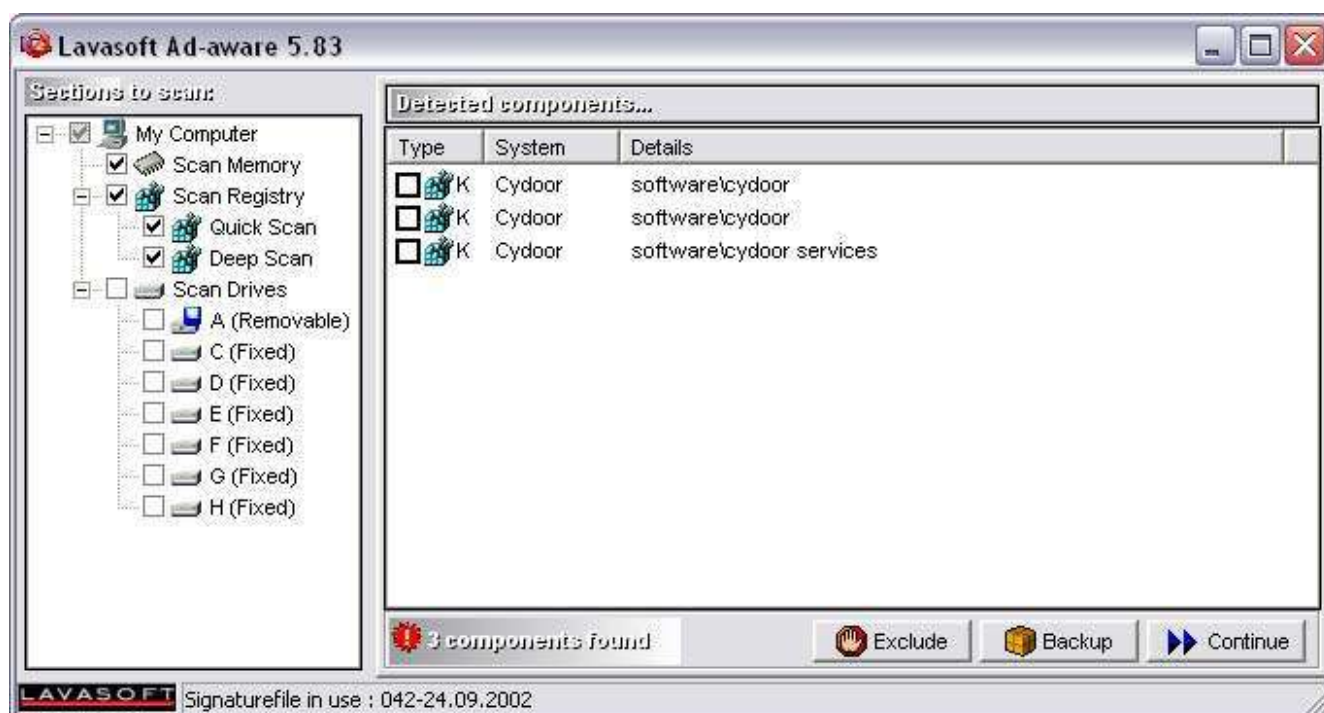 Lavasoft Ad-aware 5.83
Sections to scan:
My Computer
Scan Memory
Scan Registry
Quick Scan
Deep Scan
Scan Drives
A (Removable)
C (Fixed)
D (Fixed)
E (Fixed)
F (Fixed)
G (Fixed)
H (Fixed)
Detected components...
Type System Details
K Cydoor software\cydoor
K Cydoor software\cydoor
K Cydoor software\cydoor services
3 components found
Exclude Backup Continue
LAVASOFT Signaturefile in use : 042-24.09.2002